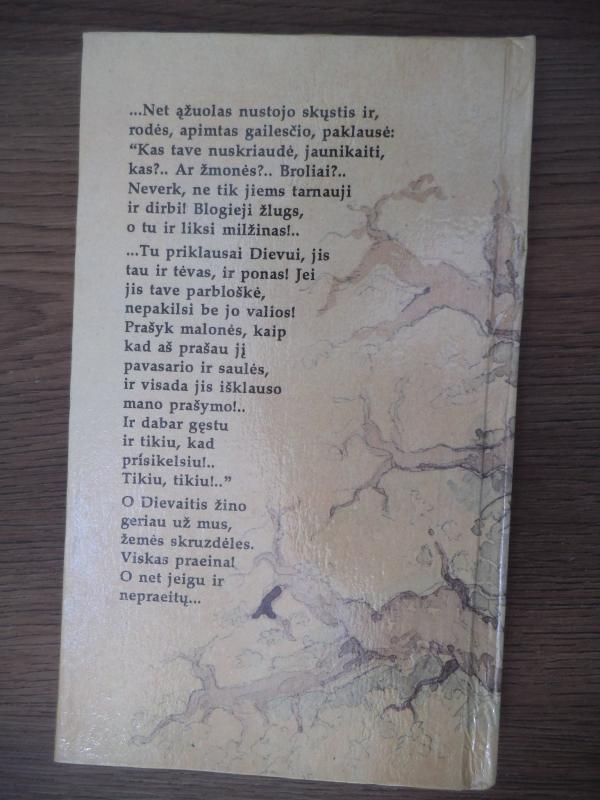 ...Net ąžuolas nustojo skųstis ir,
rodės, apimtas gailesčio, paklausė:
“Kas tave nuskriaudė, jaunikaiti,
kas?.. Ar žmonės?.. Broliai?..
Neverk, ne tik jiems tarnauji
ir dirbi! Blogieji žlugs,
o tu ir liksi milžinas!..
...Tu priklausai Dievui, jis
tau ir tėvas, ir ponas! Jei
jis tave parbloškė,
nepakilsi be jo valios!
Prašyk malonės, kaip
kad aš prašau jį
pavasario ir saulės,
ir visada jis išklauso
mano prašymo!..
Ir dabar gęstu
ir tikiu, kad
prisikelsiu!..
Tikiu, tikiu!..”
O Dievaitis žino
geriau už mus,
žemės skruzdėles.
Viskas praeina!
O net jeigu ir
nepraeitų...